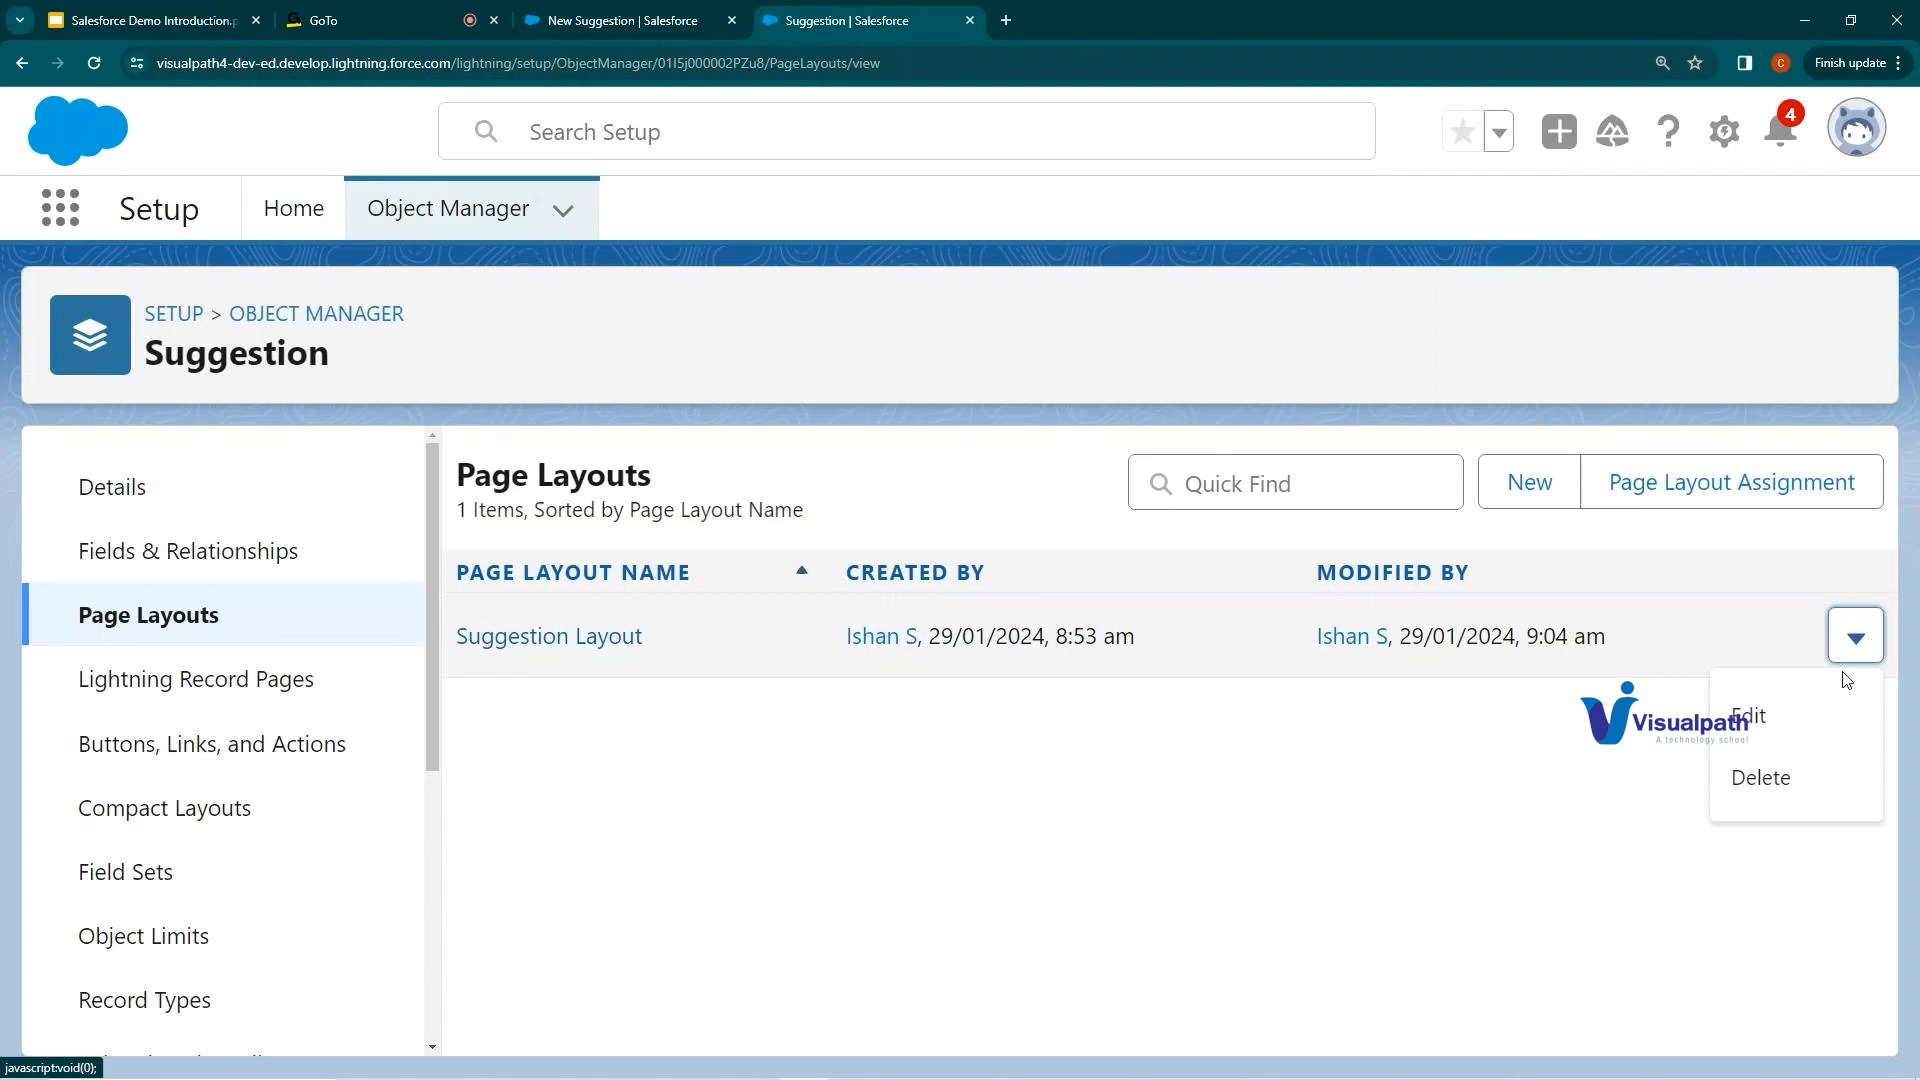 Salesforce Demo Introduction.p
GoTo
New Suggestion | Salesforce
Suggestion | Salesforce
visualpath4-dev-ed.develop.lightning.force.com/lightning/setup/ObjectManager/01I5j000002PZu8/PageLayouts/view
C
Finish update
Search Setup
4
Setup
Home
Object Manager
SETUP > OBJECT MANAGER
Suggestion
Details
Fields & Relationships
Page Layouts
Lightning Record Pages
Buttons, Links, and Actions
Compact Layouts
Field Sets
Object Limits
Record Types
Page Layouts
1 Items, Sorted by Page Layout Name
Quick Find
New
Page Layout Assignment
PAGE LAYOUT NAME
CREATED BY
MODIFIED BY
Suggestion Layout
Ishan S, 29/01/2024, 8:53 am
Ishan S, 29/01/2024, 9:04 am
Edit
Delete
Visualpath
A technology school
javascript:void(0);